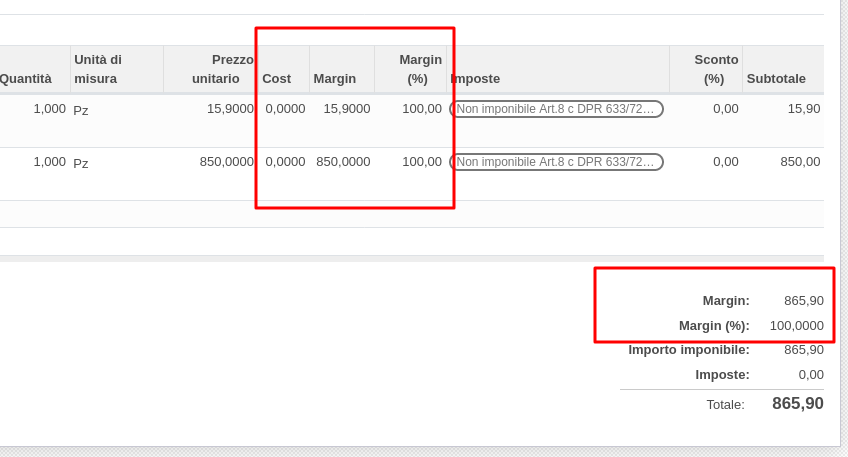 Quantità Unità di misura Prezzo unitario Cost Margin Margin (%) Imposte Sconto (%) Subtotale
1,000 Pz 15,9000 0,0000 15,9000 100,00 Non imponibile Art.8 c DPR 633/72… 0,00 15,90
1,000 Pz 850,0000 0,0000 850,0000 100,00 Non imponibile Art.8 c DPR 633/72… 0,00 850,00
Margin: 865,90
Margin (%): 100,0000
Importo imponibile: 865,90
Imposte: 0,00
Totale: 865,90